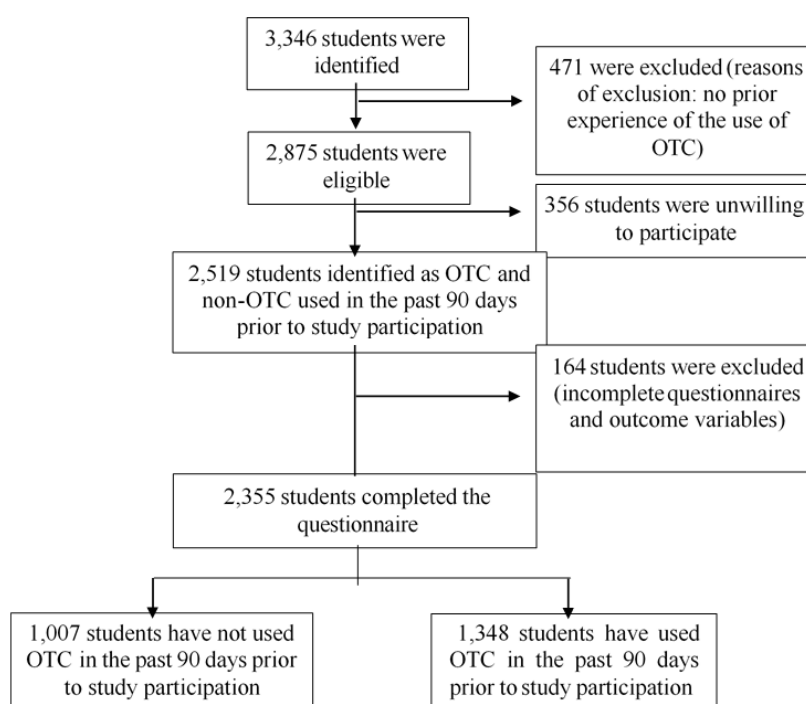 3,346 students were
identified
471 were excluded (reasons
of exclusion: no prior
experience of the use of
OTC)
2,875 students were
eligible
356 students were unwilling
to participate
2,519 students identified as OTC and
non-OTC used in the past 90 days
prior to study participation
164 students were excluded
(incomplete questionnaires
and outcome variables)
2,355 students completed the
questionnaire
1,007 students have not used
OTC in the past 90 days prior
to study participation
1,348 students have used
OTC in the past 90 days
prior to study participation